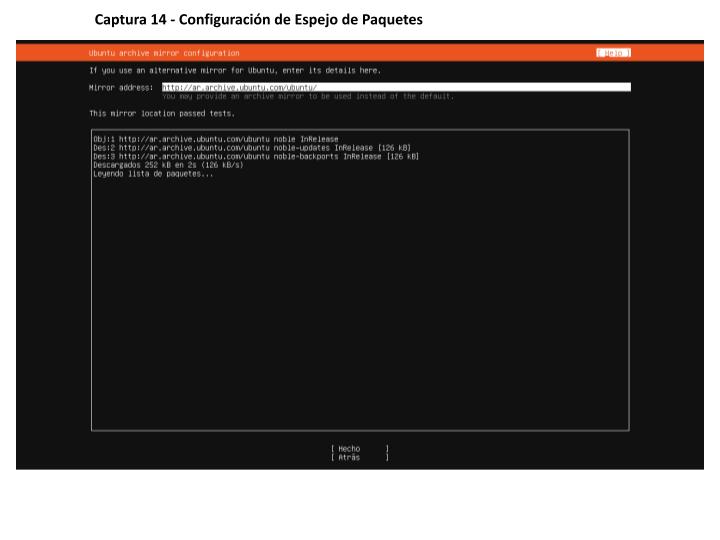 Captura 14 - Configuración de Espejo de Paquetes
Ubuntu archive mirror configuration [ Help ]
If you use an alternative mirror for Ubuntu, enter its details here.
Mirror address: http://ar.archive.ubuntu.com/ubuntu/
You may provide an archive mirror to be used instead of the default.
This mirror location passed tests.
Obj:1 http://ar.archive.ubuntu.com/ubuntu noble InRelease
Des:2 http://ar.archive.ubuntu.com/ubuntu noble-updates InRelease [126 kB]
Des:3 http://ar.archive.ubuntu.com/ubuntu noble-backports InRelease [126 kB]
Descargados 252 kB en 2s (126 kB/s)
Leyendo lista de paquetes...
[ Hecho ]
[ Atrás ]